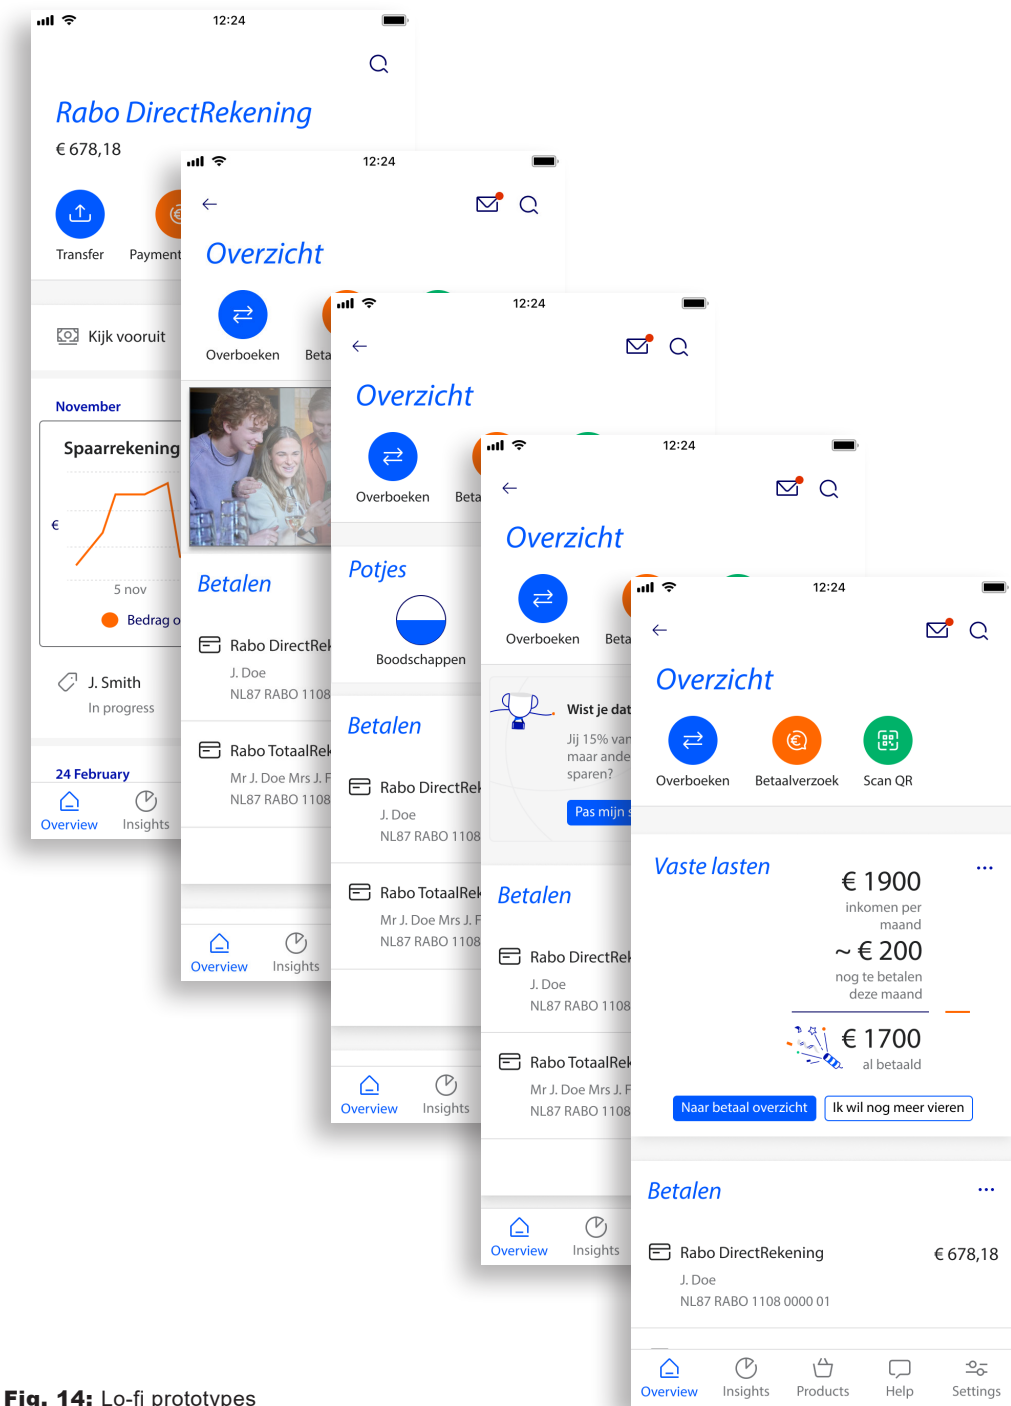 12:24
Rabo DirectRekening
€ 678,18
Transfer
Payment
Kijk vooruit
November
Spaarrekening
€
5 nov
Bedrag o
J. Smith
In progress
24 February
Overview
Insights
12:24
Overzicht
Overboeken
Beta
Betalen
Rabo DirectRek
J. Doe
NL87 RABO 1108
Rabo TotaalRek
Mr J. Doe Mrs J. F
NL87 RABO 1108
Overview
Insights
12:24
Overzicht
Overboeken
Beta
Potjes
Boodschappen
Betalen
Rabo DirectRek
J. Doe
NL87 RABO 1108
Rabo TotaalRek
Mr J. Doe Mrs J. F
NL87 RABO 1108
Overview
Insights
12:24
Overzicht
Overboeken
Beta
Wist je dat
Jij 15% van
maar ande
sparen?
Pas mijn s
Betalen
Rabo DirectRek
J. Doe
NL87 RABO 1108
Rabo TotaalRek
Mr J. Doe Mrs J. F
NL87 RABO 1108
Overview
Insights
12:24
Overzicht
Overboeken
Betaalverzoek
Scan QR
Vaste lasten
€ 1900
inkomen per
maand
~ € 200
nog te betalen
deze maand
€ 1700
al betaald
Naar betaal overzicht
Ik wil nog meer vieren
Betalen
Rabo DirectRekening
€ 678,18
J. Doe
NL87 RABO 1108 0000 01
Overview
Insights
Products
Help
Settings
Fig. 14: Lo-fi prototypes